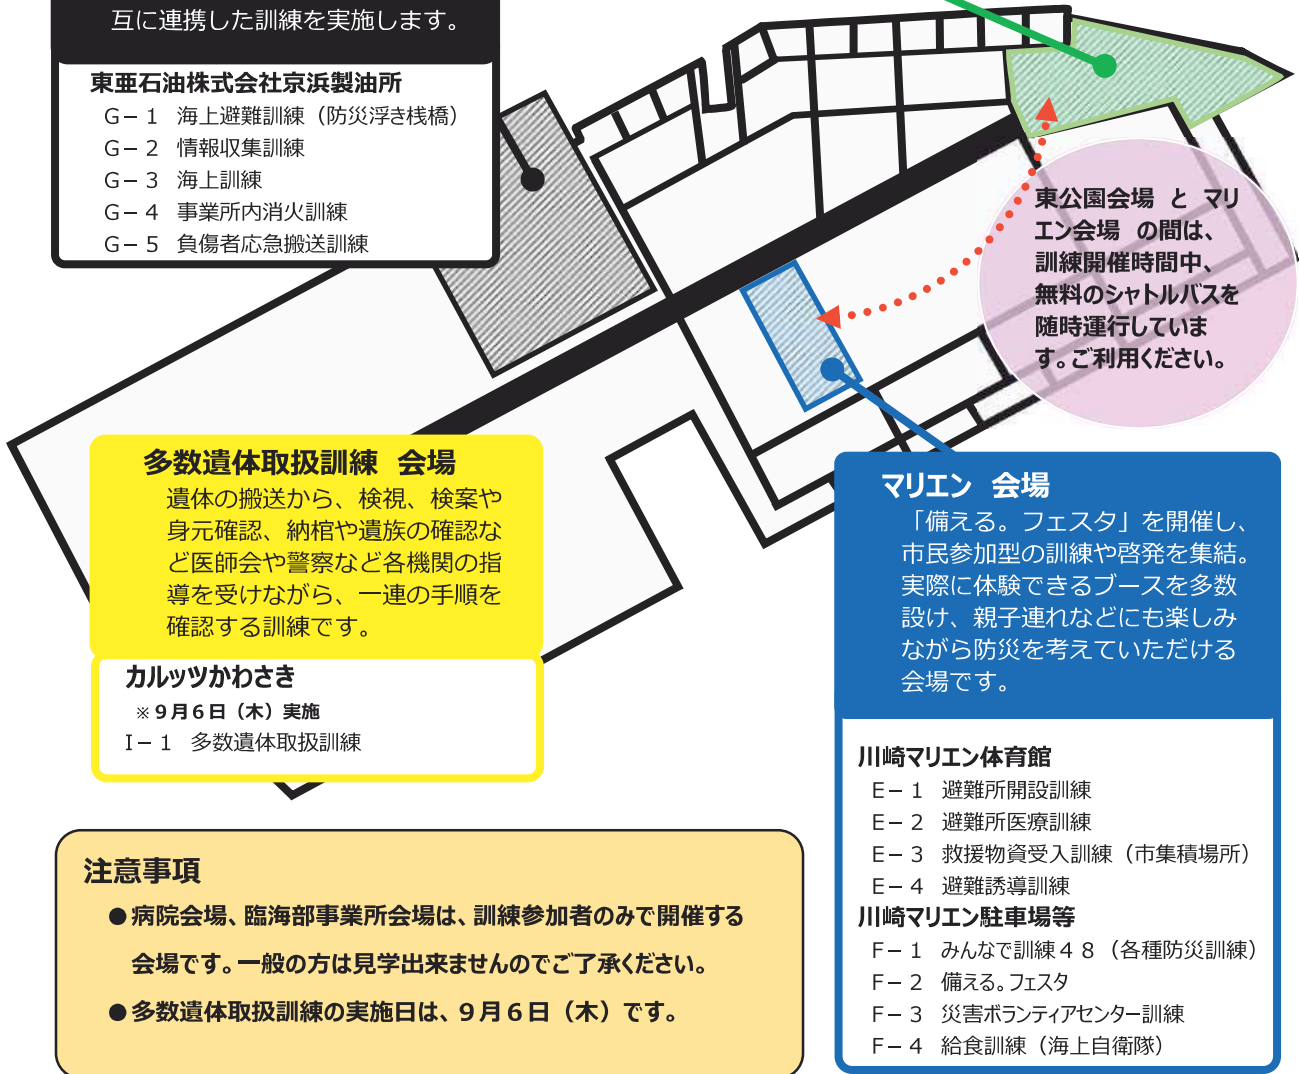 互に連携した訓練を実施します。
東亜石油株式会社京浜製油所
G－１ 海上避難訓練（防災浮き桟橋）
G－２ 情報収集訓練
G－３ 海上訓練
G－４ 事業所内消火訓練
G－５ 負傷者応急搬送訓練
東公園会場 と マリ
エン会場 の間は、
訓練開催時間中、
無料のシャトルバスを
随時運行していま
す。ご利用ください。
多数遺体取扱訓練 会場
遺体の搬送から、検視、検案や
身元確認、納棺や遺族の確認な
ど医師会や警察など各機関の指
導を受けながら、一連の手順を
確認する訓練です。
カルッツかわさき
※９月６日（木）実施
I－１ 多数遺体取扱訓練
マリエン 会場
「備える。フェスタ」を開催し、
市民参加型の訓練や啓発を集結。
実際に体験できるブースを多数
設け、親子連れなどにも楽しみ
ながら防災を考えていただける
会場です。
川崎マリエン体育館
E－１ 避難所開設訓練
E－２ 避難所医療訓練
E－３ 救援物資受入訓練（市集積場所）
E－４ 避難誘導訓練
川崎マリエン駐車場等
F－１ みんなで訓練４８（各種防災訓練）
F－２ 備える。フェスタ
F－３ 災害ボランティアセンター訓練
F－４ 給食訓練（海上自衛隊）
注意事項
●病院会場、臨海部事業所会場は、訓練参加者のみで開催する
会場です。一般の方は見学出来ませんのでご了承ください。
●多数遺体取扱訓練の実施日は、９月６日（木）です。